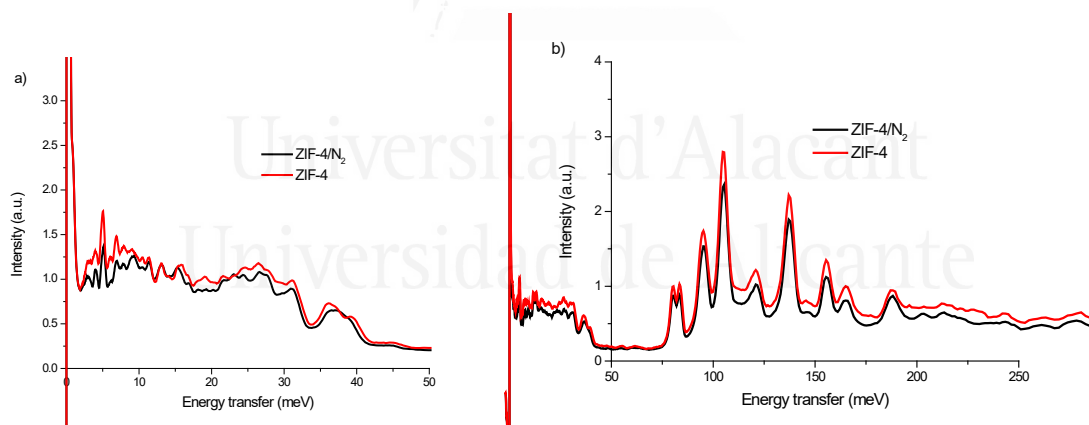 a)
3.0
2.5
2.0
1.5
1.0
0.5
0.0
Intensity (a.u.)
ZIF-4/N₂
ZIF-4
0 10 20 30 40 50
Energy transfer (meV)
b)
4
3
2
1
0
Intensity (a.u.)
ZIF-4/N₂
ZIF-4
50 100 150 200 250
Energy transfer (meV)
Universitat d'Alacant
Universidad de Alicante